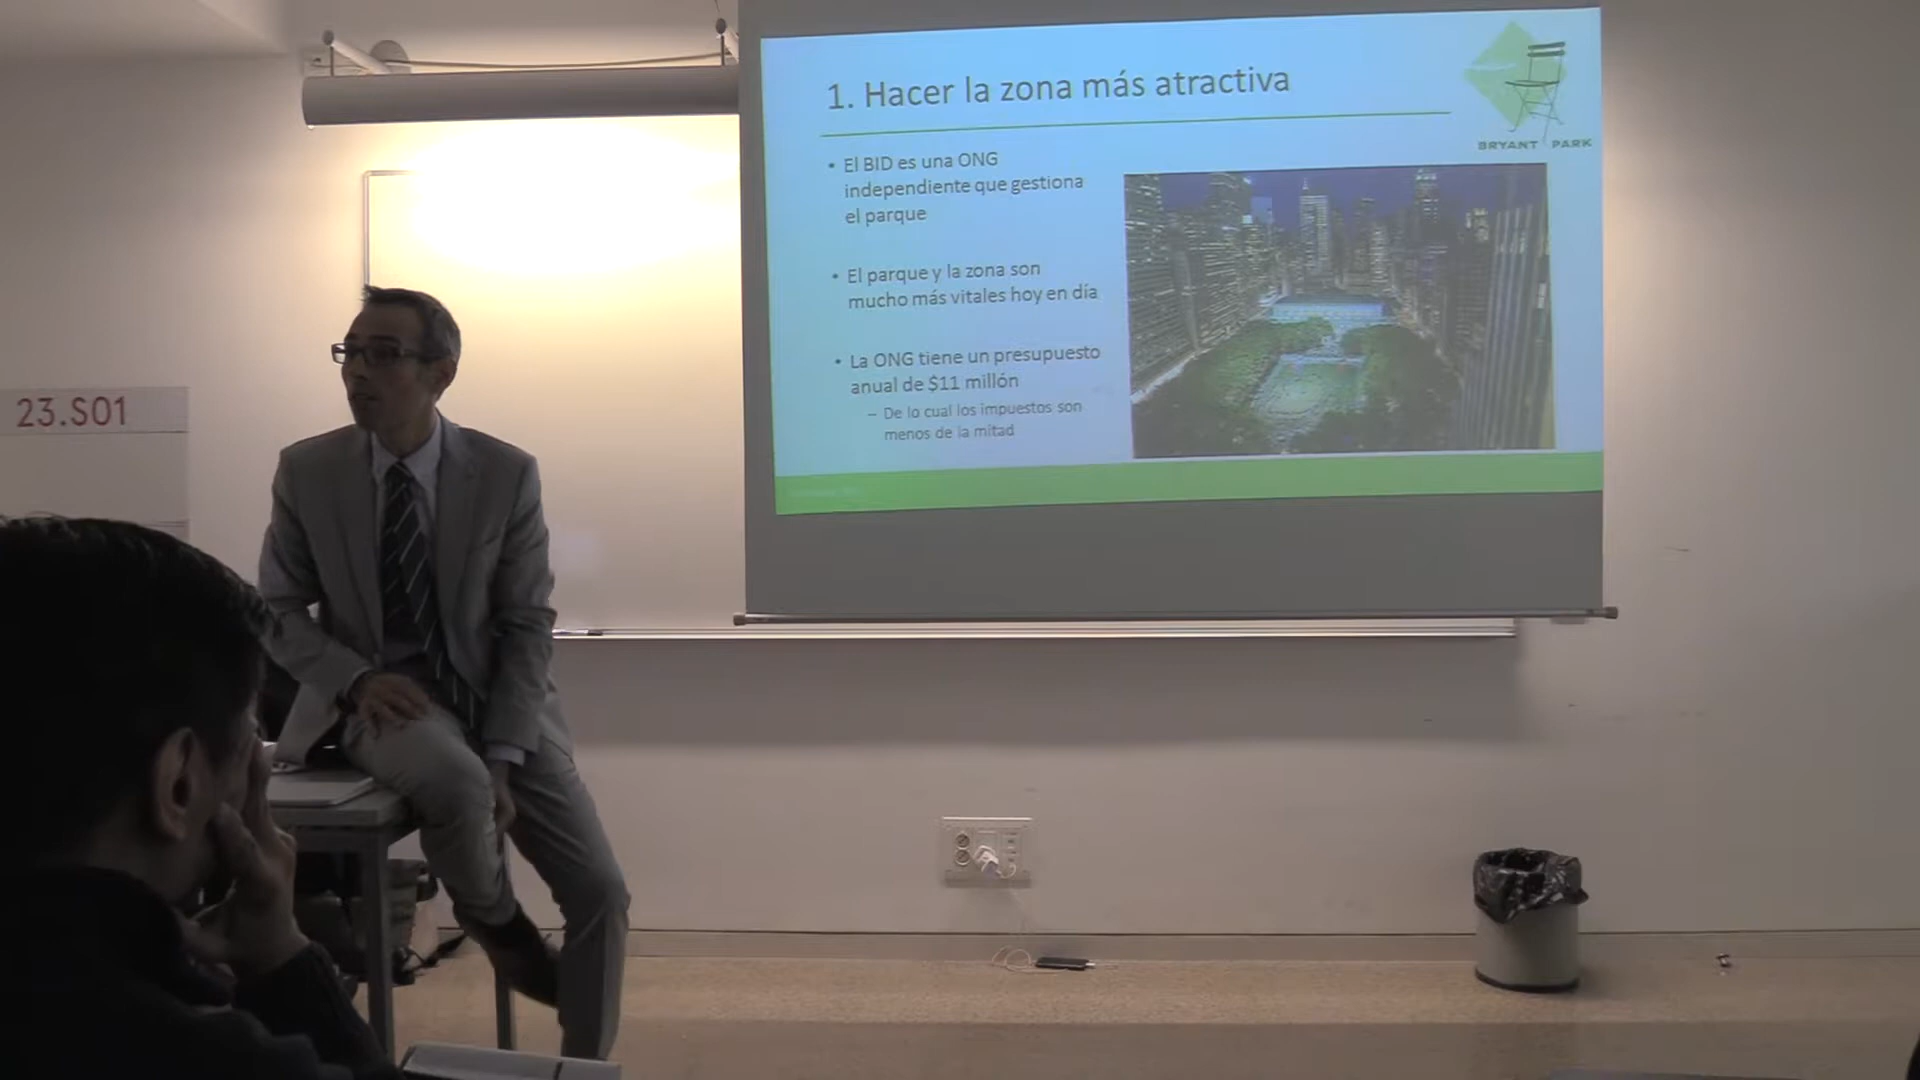 1. Hacer la zona más atractiva
BRYANT PARK
• El BID es una ONG
independiente que gestiona
el parque
• El parque y la zona son
mucho más vitales hoy en día
• La ONG tiene un presupuesto
anual de $11 millón
– De lo cual los impuestos son
menos de la mitad
23.S01